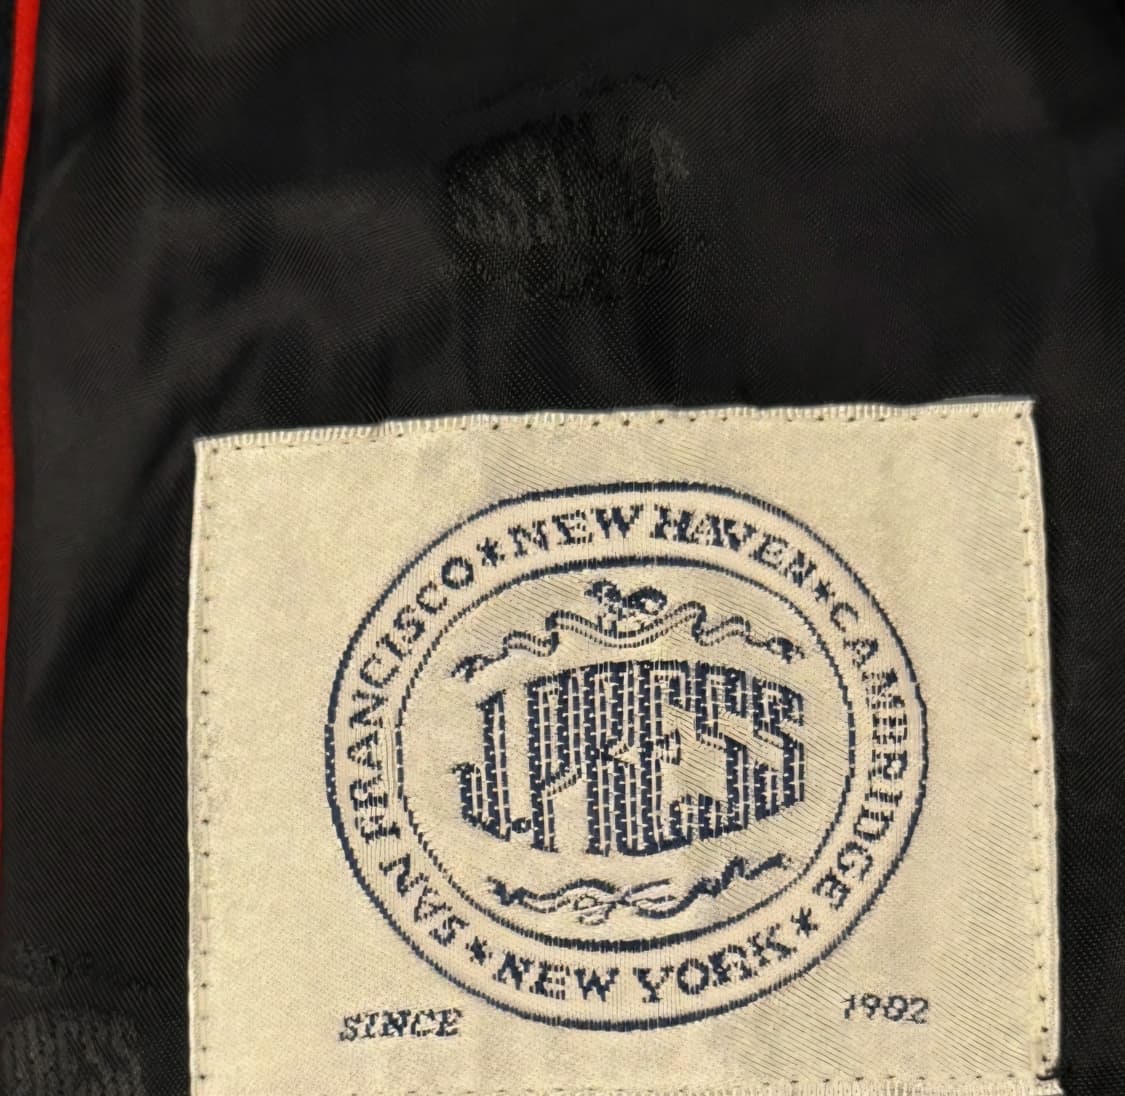 SAN FRANCISCO * NEW HAVEN * CAMBRIDGE * NEW YORK *
J.PRESS
SINCE 1902